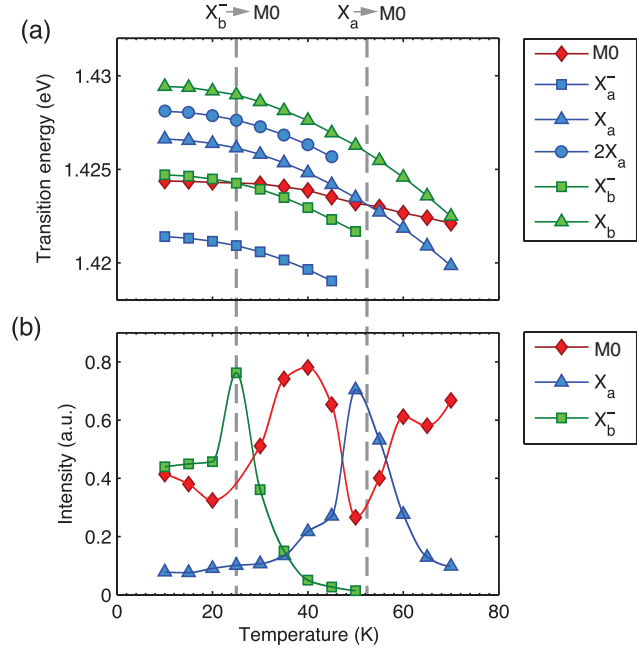 X_b^- → M0 X_a → M0
(a)
Transition energy (eV)
1.43
1.425
1.42
M0
X_a^-
X_a
2X_a
X_b^-
X_b
(b)
Intensity (a.u.)
0.8
0.6
0.4
0.2
0
M0
X_a
X_b^-
0 20 40 60 80
Temperature (K)